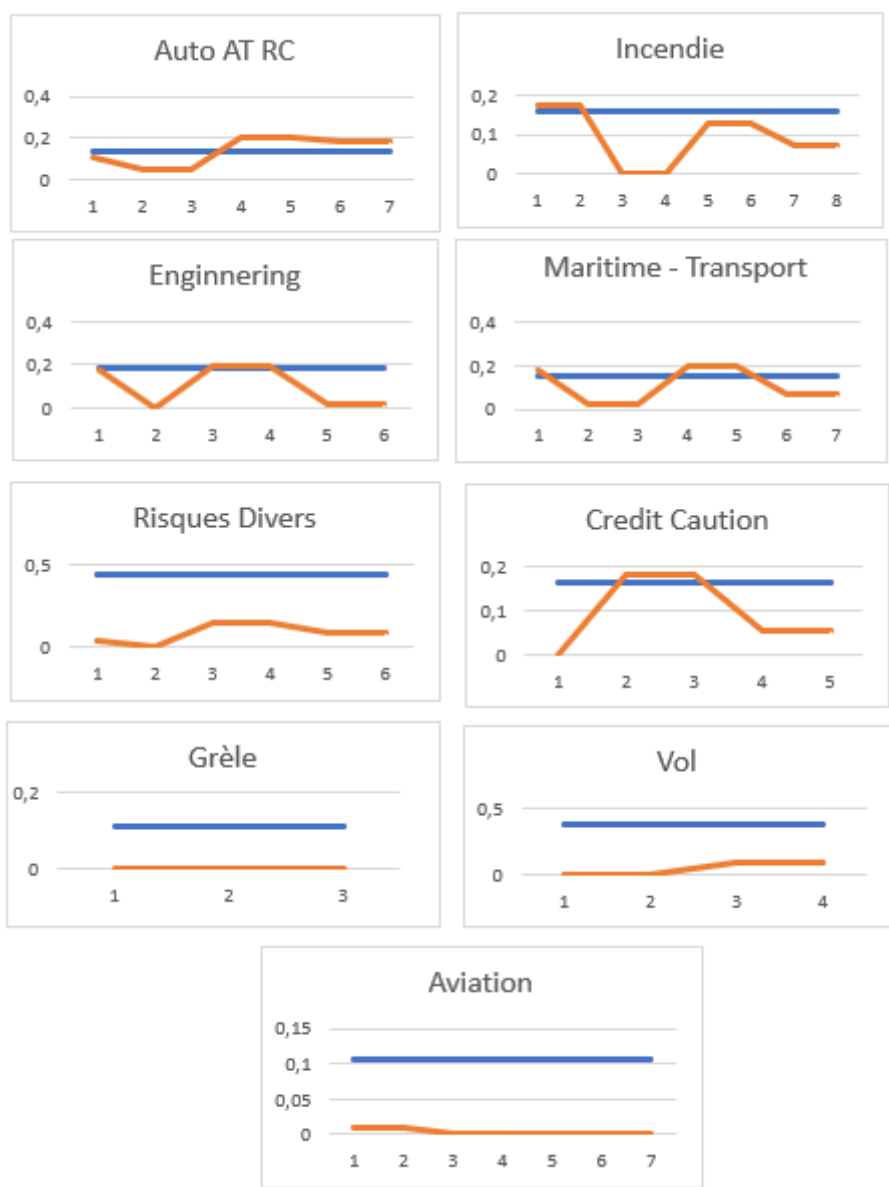 Auto AT RC
0,4
0,2
0
1 2 3 4 5 6 7
Incendie
0,2
0,1
0
1 2 3 4 5 6 7 8
Enginnering
0,4
0,2
0
1 2 3 4 5 6
Maritime - Transport
0,4
0,2
0
1 2 3 4 5 6 7
Risques Divers
0,5
0
1 2 3 4 5 6
Credit Caution
0,2
0,1
0
1 2 3 4 5
Grèle
0,2
0
1 2 3
Vol
0,5
0
1 2 3 4
Aviation
0,15
0,1
0,05
0
1 2 3 4 5 6 7